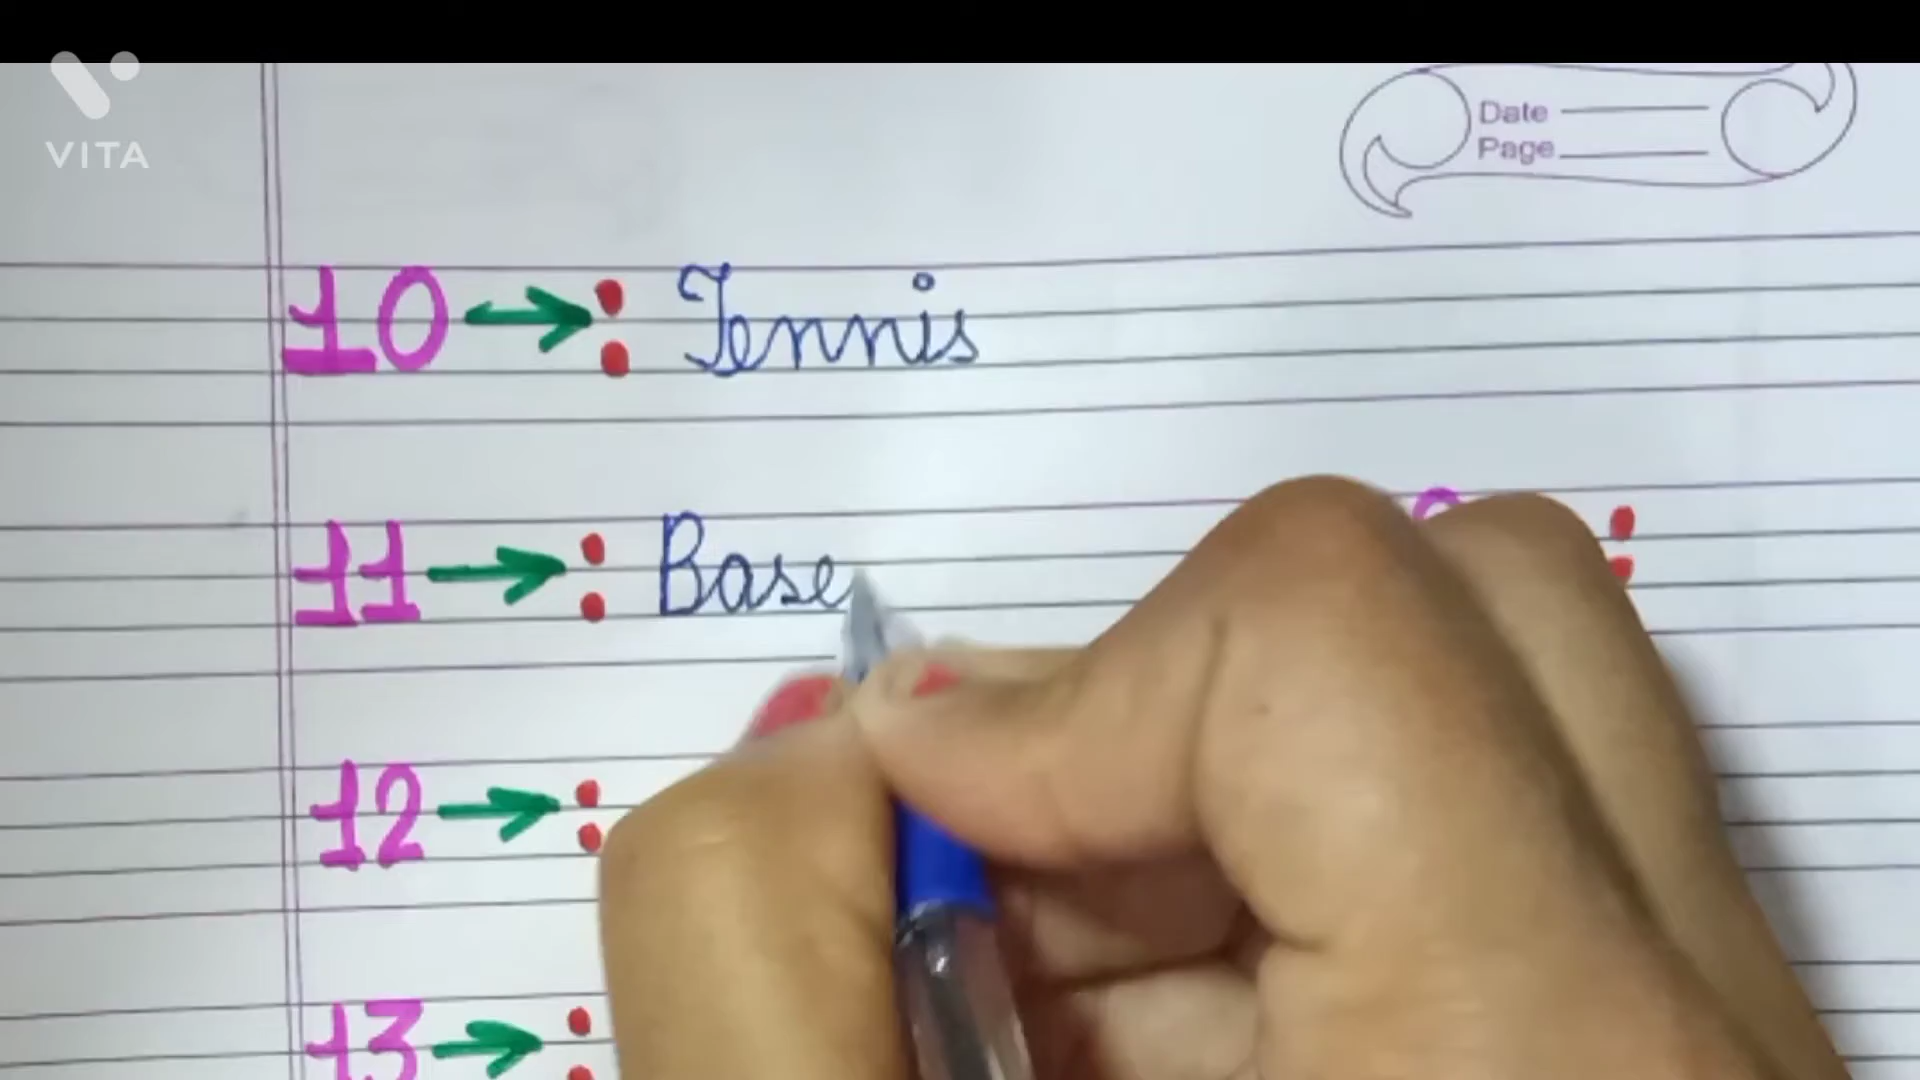 VITA
Date
Page
10 → : Tennis
11 → : Base
12 → :
13 → :